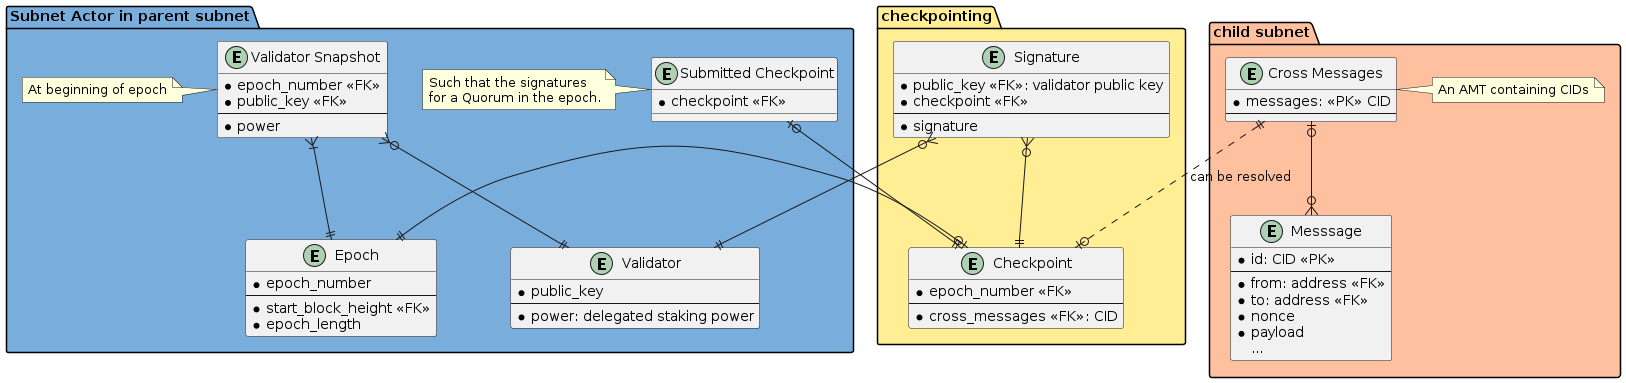 Subnet Actor in parent subnet
At beginning of epoch
E Validator Snapshot
epoch_number «FK»
public_key «FK»
power
Such that the signatures
for a Quorum in the epoch.
E Submitted Checkpoint
checkpoint «FK»
E Epoch
epoch_number
start_block_height «FK»
epoch_length
E Validator
public_key
power: delegated staking power
checkpointing
E Signature
public_key «FK»: validator public key
checkpoint «FK»
signature
E Checkpoint
epoch_number «FK»
cross_messages «FK»: CID
can be resolved
child subnet
E Cross Messages
messages: «PK» CID
An AMT containing CIDs
E Messsage
id: CID «PK»
from: address «FK»
to: address «FK»
nonce
payload
...